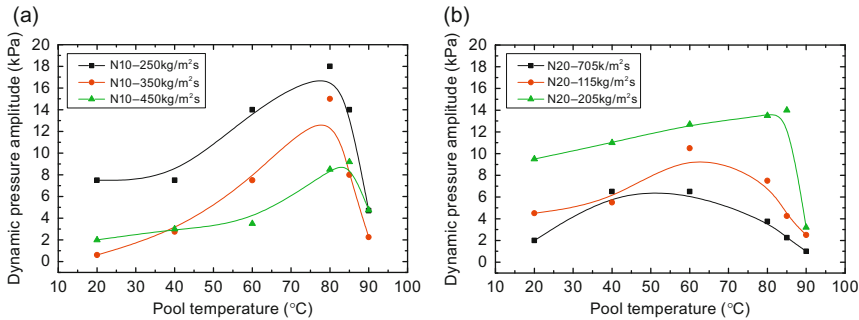 (a)
Dynamic pressure amplitude (kPa)
20
18
16
14
12
10
8
6
4
2
0
N10–250kg/m²s
N10–350kg/m²s
N10–450kg/m²s
10 20 30 40 50 60 70 80 90 100
Pool temperature (°C)
(b)
Dynamic pressure amplitude (kPa)
20
18
16
14
12
10
8
6
4
2
0
N20–705k/m²s
N20–115kg/m²s
N20–205kg/m²s
10 20 30 40 50 60 70 80 90 100
Pool temperature (°C)